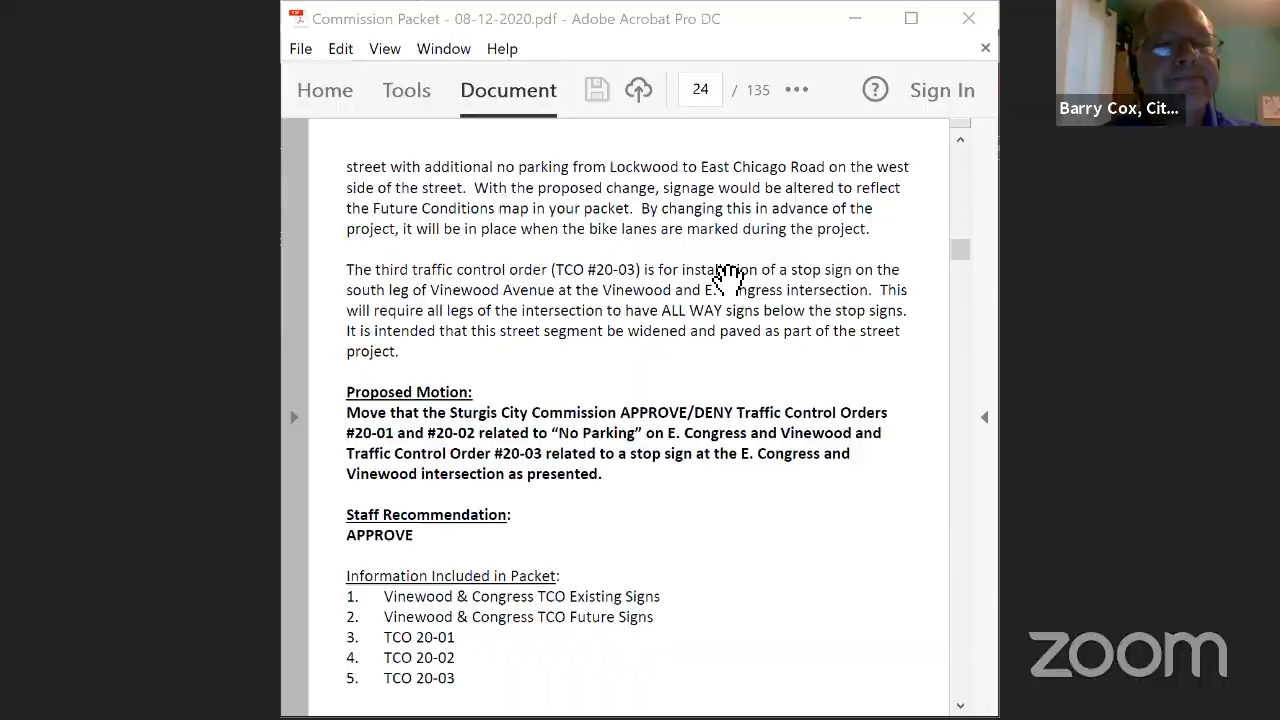 Commission Packet - 08-12-2020.pdf - Adobe Acrobat Pro DC
File Edit View Window Help
Home Tools Document 24 / 135 Sign In
Barry Cox, Cit...
street with additional no parking from Lockwood to East Chicago Road on the west
side of the street. With the proposed change, signage would be altered to reflect
the Future Conditions map in your packet. By changing this in advance of the
project, it will be in place when the bike lanes are marked during the project.
The third traffic control order (TCO #20-03) is for installation of a stop sign on the
south leg of Vinewood Avenue at the Vinewood and E. Congress intersection. This
will require all legs of the intersection to have ALL WAY signs below the stop signs.
It is intended that this street segment be widened and paved as part of the street
project.
Proposed Motion:
Move that the Sturgis City Commission APPROVE/DENY Traffic Control Orders
#20-01 and #20-02 related to “No Parking” on E. Congress and Vinewood and
Traffic Control Order #20-03 related to a stop sign at the E. Congress and
Vinewood intersection as presented.
Staff Recommendation:
APPROVE
Information Included in Packet:
1. Vinewood & Congress TCO Existing Signs
2. Vinewood & Congress TCO Future Signs
3. TCO 20-01
4. TCO 20-02
5. TCO 20-03
zoom